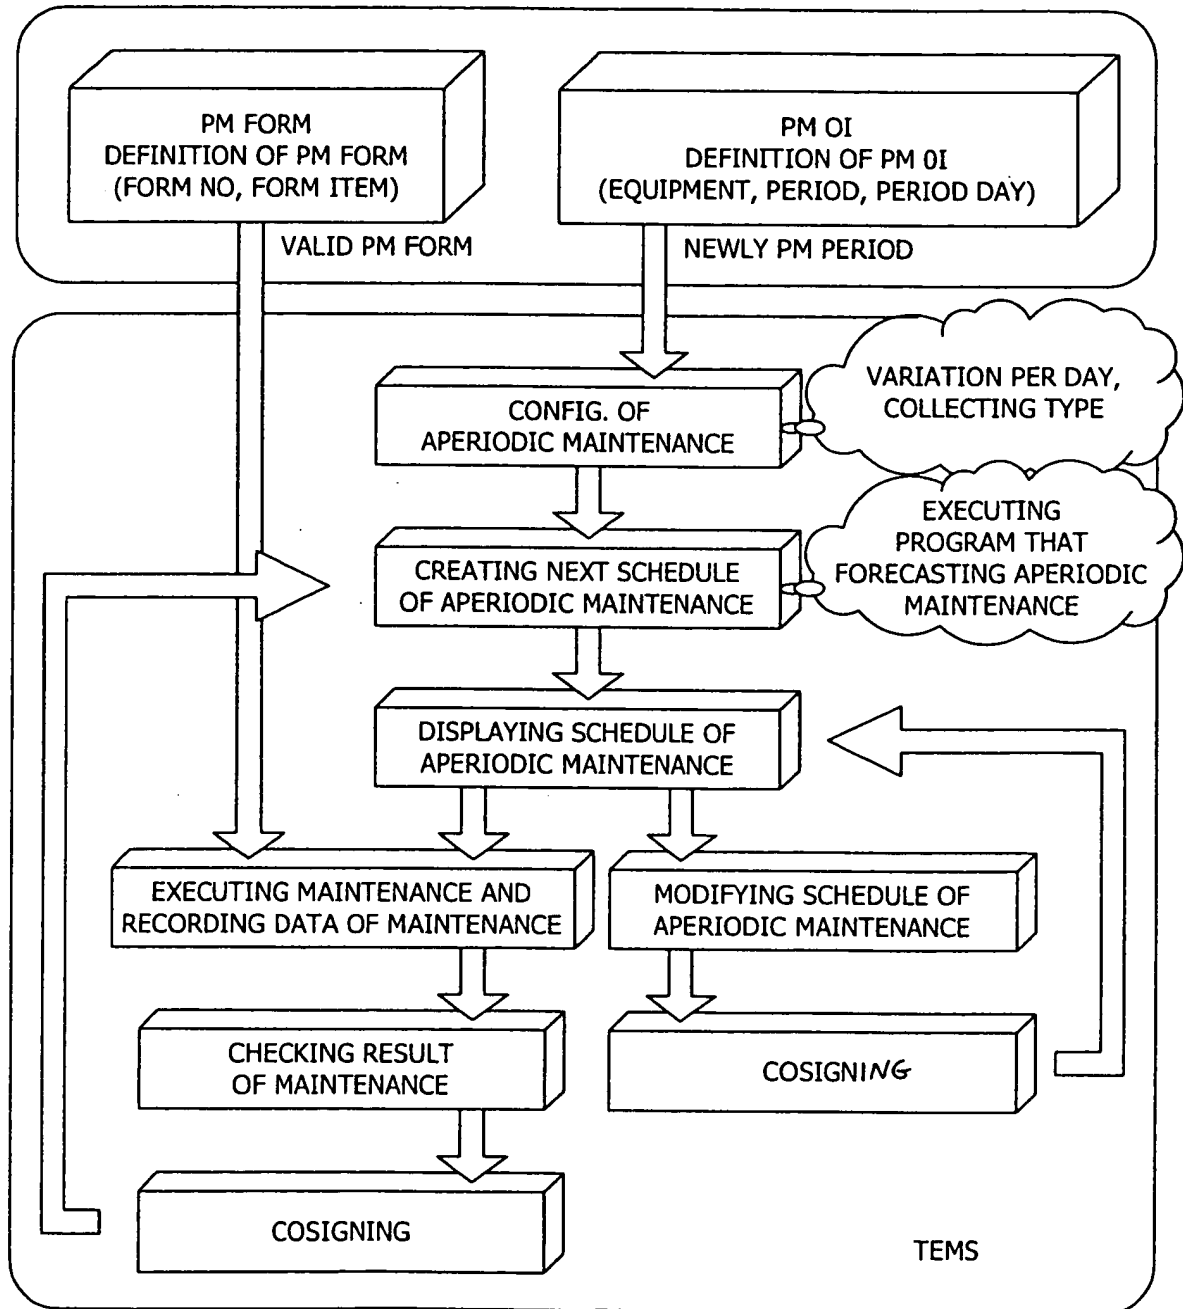 PM FORM
DEFINITION OF PM FORM
(FORM NO, FORM ITEM)
PM OI
DEFINITION OF PM 0I
(EQUIPMENT, PERIOD, PERIOD DAY)
VALID PM FORM
NEWLY PM PERIOD
CONFIG. OF
APERIODIC MAINTENANCE
VARIATION PER DAY,
COLLECTING TYPE
CREATING NEXT SCHEDULE
OF APERIODIC MAINTENANCE
EXECUTING
PROGRAM THAT
FORECASTING APERIODIC
MAINTENANCE
DISPLAYING SCHEDULE OF
APERIODIC MAINTENANCE
EXECUTING MAINTENANCE AND
RECORDING DATA OF MAINTENANCE
MODIFYING SCHEDULE OF
APERIODIC MAINTENANCE
CHECKING RESULT
OF MAINTENANCE
COSIGNING
COSIGNING
TEMS